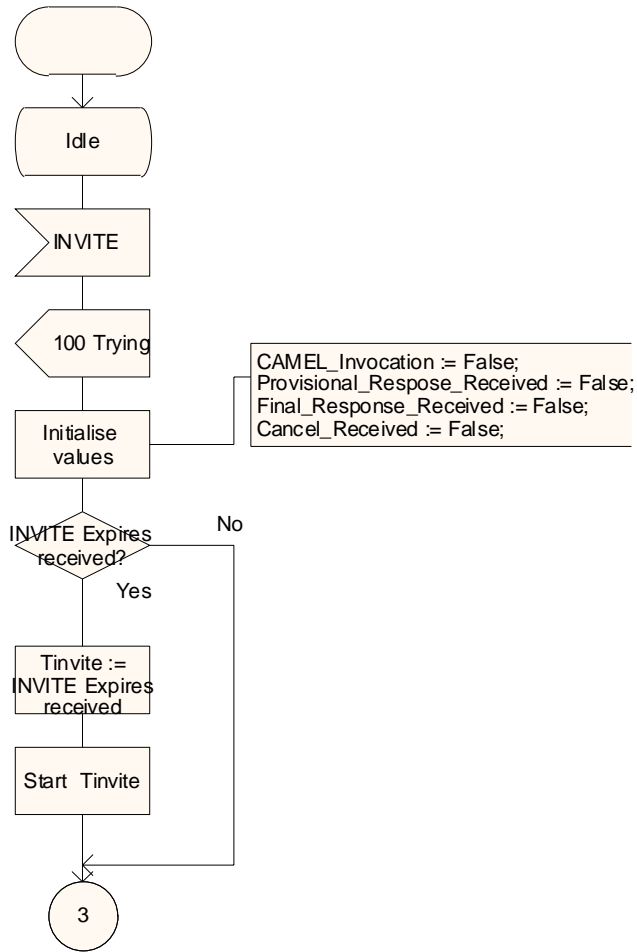 Idle
INVITE
100 Trying
CAMEL_Invocation := False;
Provisional_Respose_Received := False;
Final_Response_Received := False;
Cancel_Received := False;
Initialise
values
No
INVITE Expires
received?
Yes
Tinvite :=
INVITE Expires
received
Start Tinvite
3